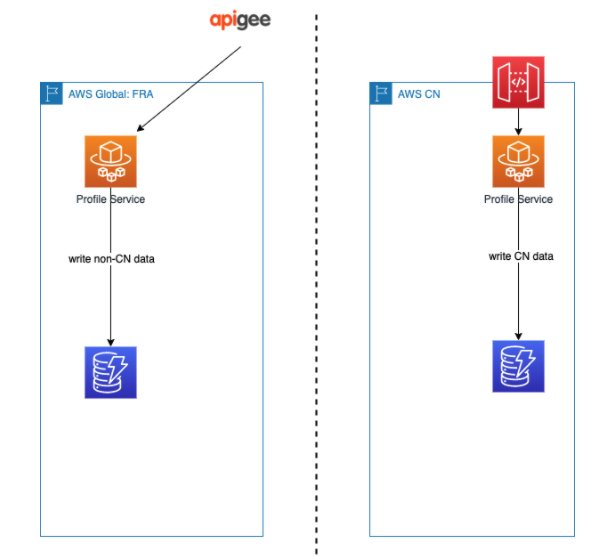 apigee
AWS Global: FRA
AWS CN
</>
Profile Service
Profile Service
write non-CN data
write CN data